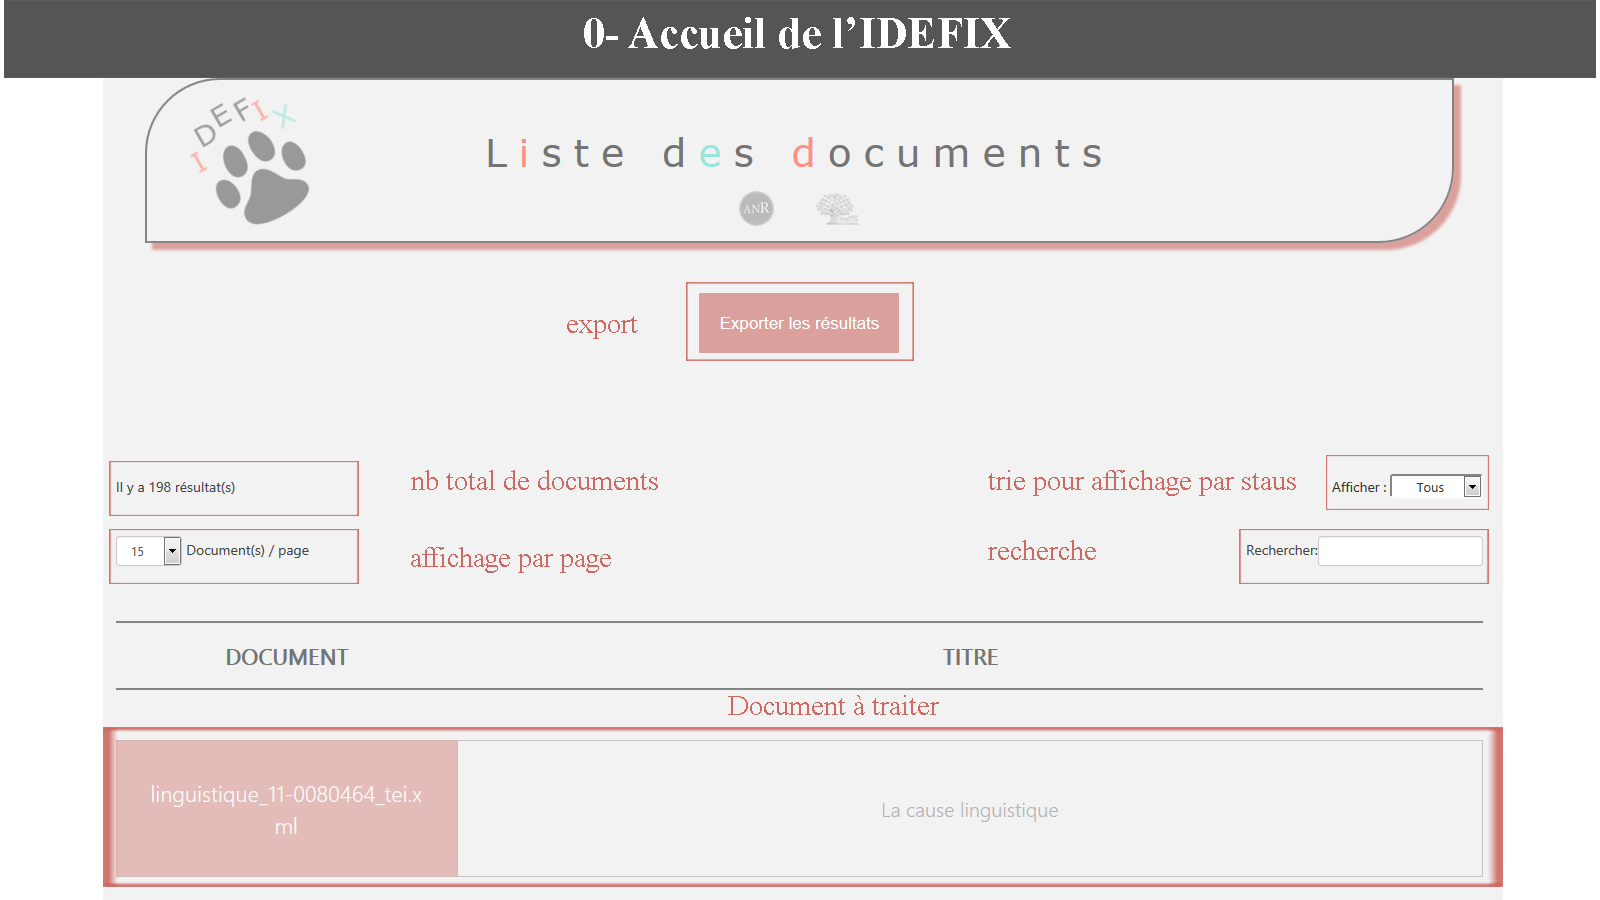 0- Accueil de l’IDEFIX
IDEFIX
Liste des documents
ANR
export
Exporter les résultats
Il y a 198 résultat(s)
nb total de documents
trie pour affichage par staus
Afficher : Tous
15 Document(s) / page
affichage par page
recherche
Rechercher:
DOCUMENT
TITRE
Document à traiter
linguistique_11-0080464_tei.x
ml
La cause linguistique